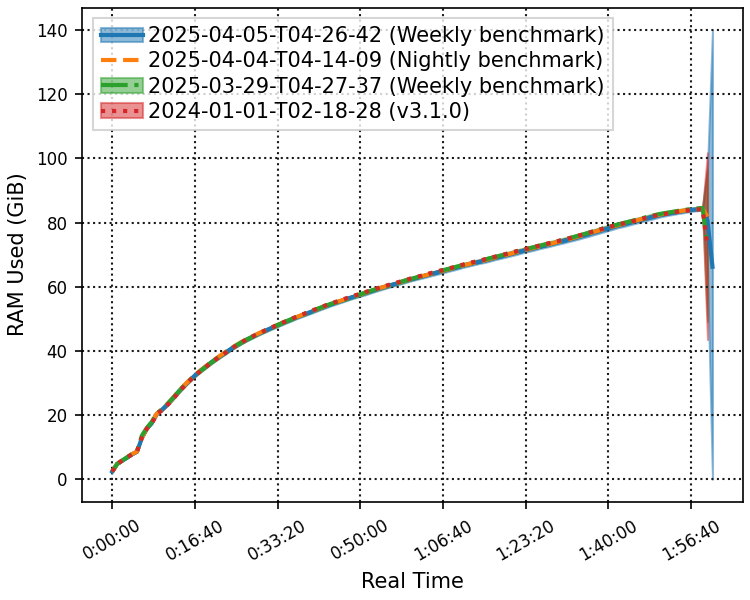 2025-04-05-T04-26-42 (Weekly benchmark)
2025-04-04-T04-14-09 (Nightly benchmark)
2025-03-29-T04-27-37 (Weekly benchmark)
2024-01-01-T02-18-28 (v3.1.0)
140
120
100
80
60
40
20
0
RAM Used (GiB)
0:00:00
0:16:40
0:33:20
0:50:00
1:06:40
1:23:20
1:40:00
1:56:40
Real Time